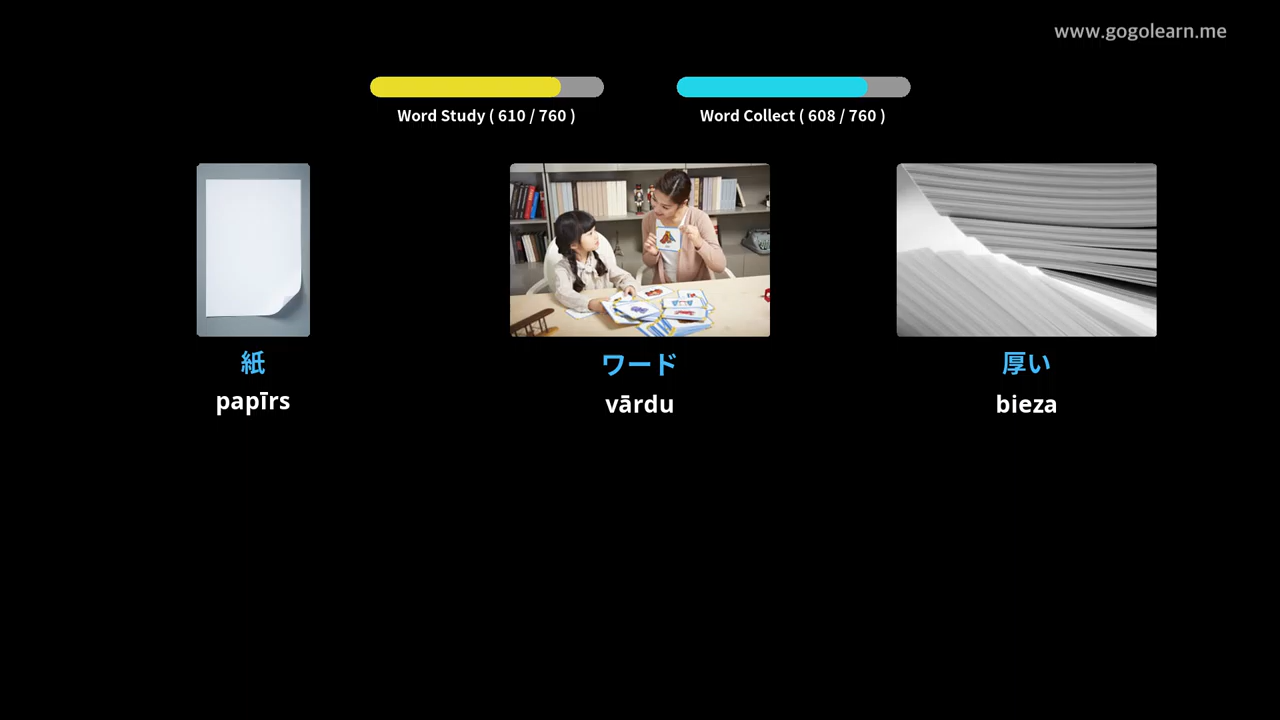 www.gogolearn.me
Word Study ( 610 / 760 )
Word Collect ( 608 / 760 )
紙
papīrs
ワード
vārdu
厚い
bieza